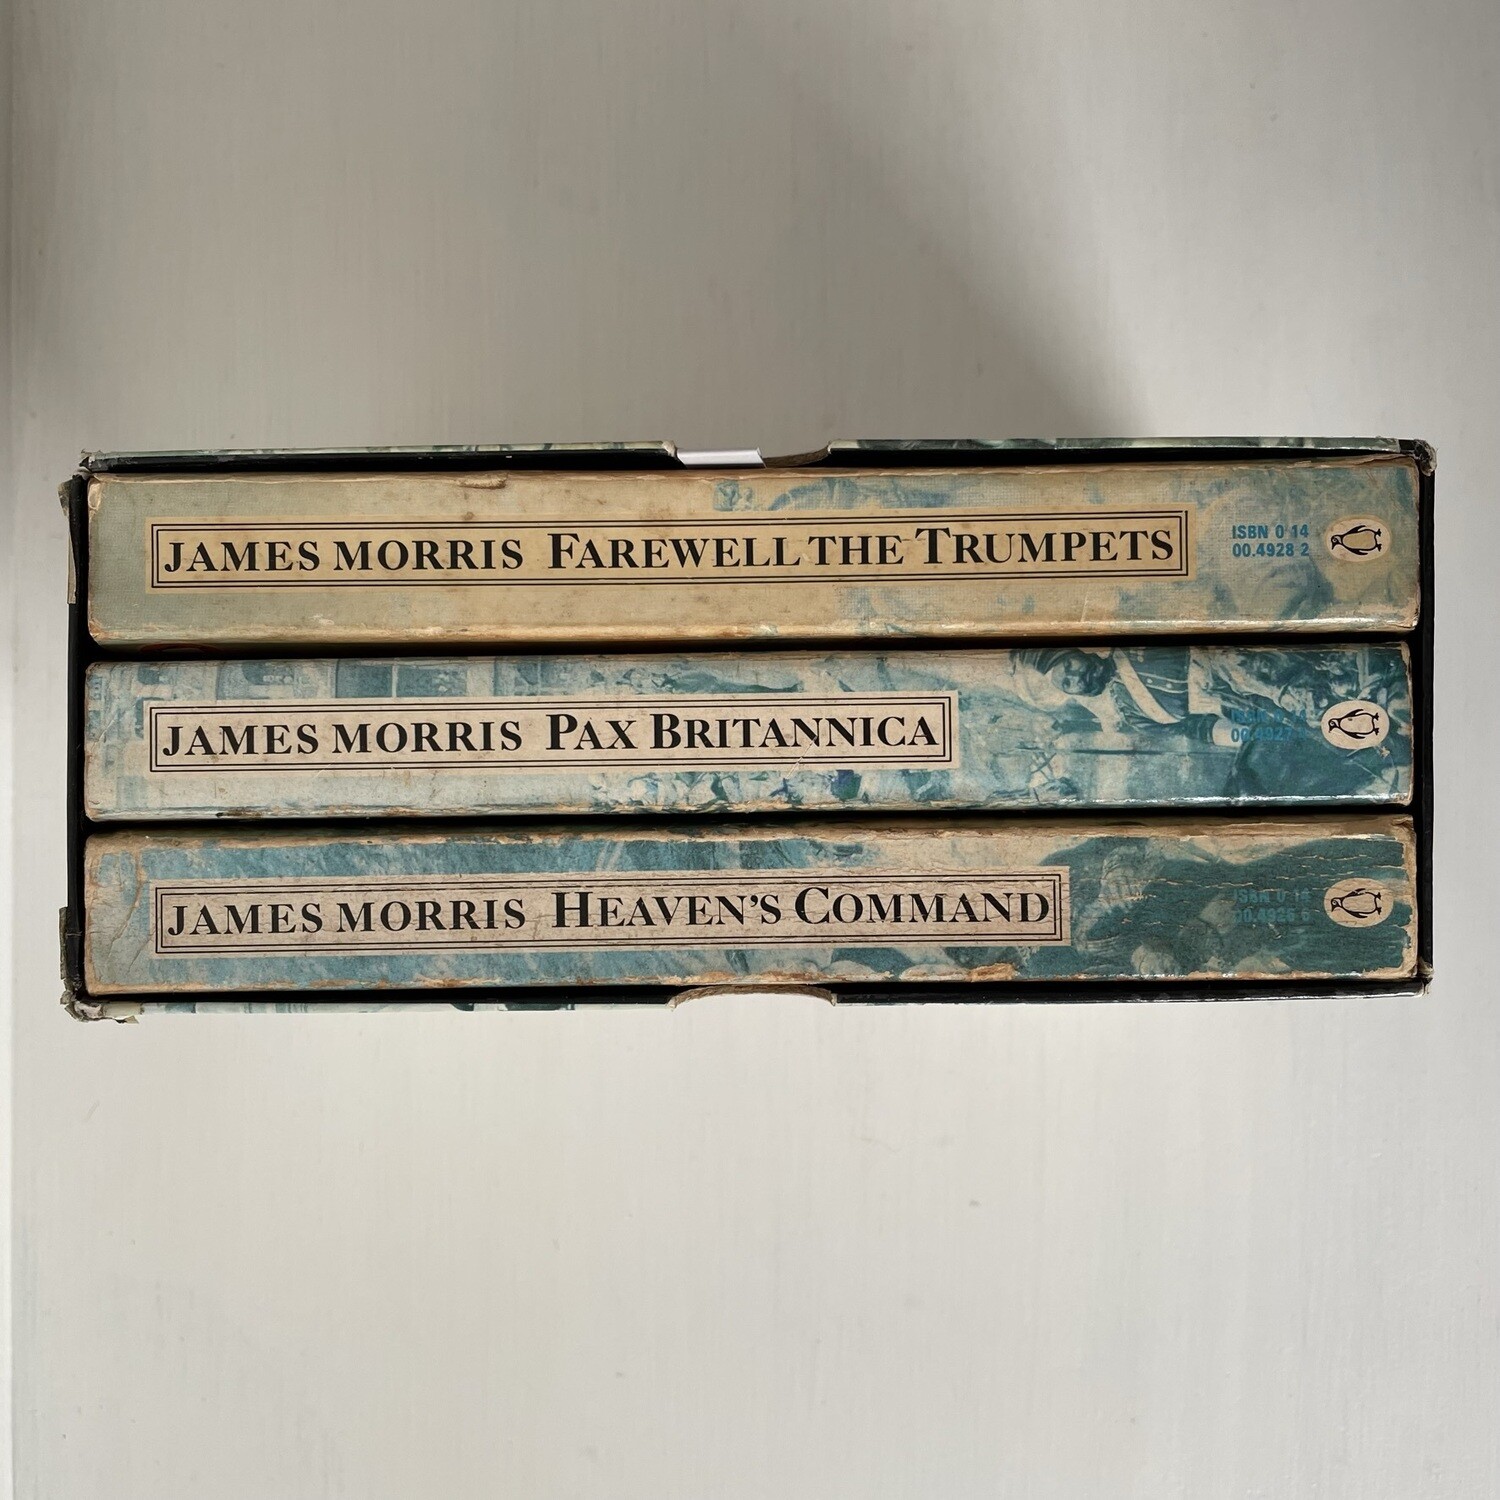 JAMES MORRIS FAREWELL THE TRUMPETS
ISBN 0 14
00.4928 2
JAMES MORRIS PAX BRITANNICA
JAMES MORRIS HEAVEN'S COMMAND
ISBN 0 14